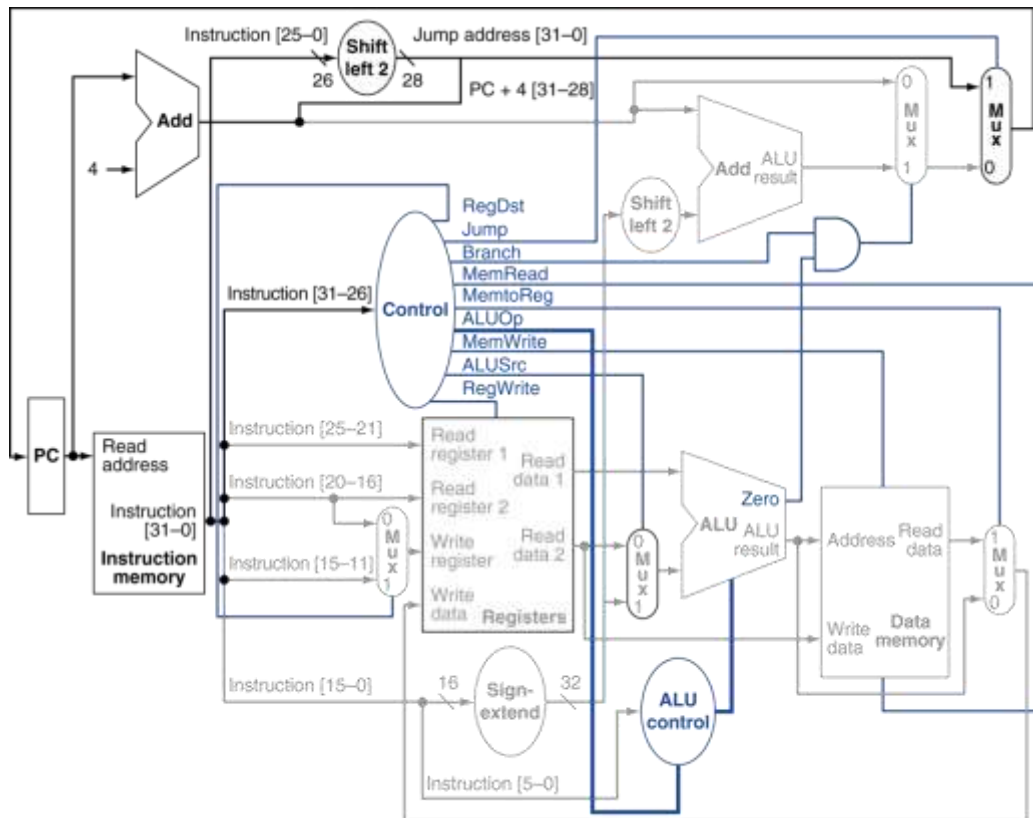 Instruction [25–0]
Shift
left 2
Jump address [31–0]
26
28
PC + 4 [31–28]
Add
4
0
M
u
x
1
1
M
u
x
0
Add
ALU
result
Shift
left 2
RegDst
Jump
Branch
MemRead
MemtoReg
ALUOp
MemWrite
ALUSrc
RegWrite
Instruction [31–26]
Control
PC
Read
address
Instruction
[31–0]
Instruction
memory
Instruction [25–21]
Instruction [20–16]
Instruction [15–11]
0
M
u
x
1
Read
register 1
Read
register 2
Write
register
Write
data
Read
data 1
Read
data 2
Registers
0
M
u
x
1
Zero
ALU
ALU
result
Address
Read
data
Write
data
Data
memory
1
M
u
x
0
Instruction [15–0]
16
Sign-
extend
32
ALU
control
Instruction [5–0]